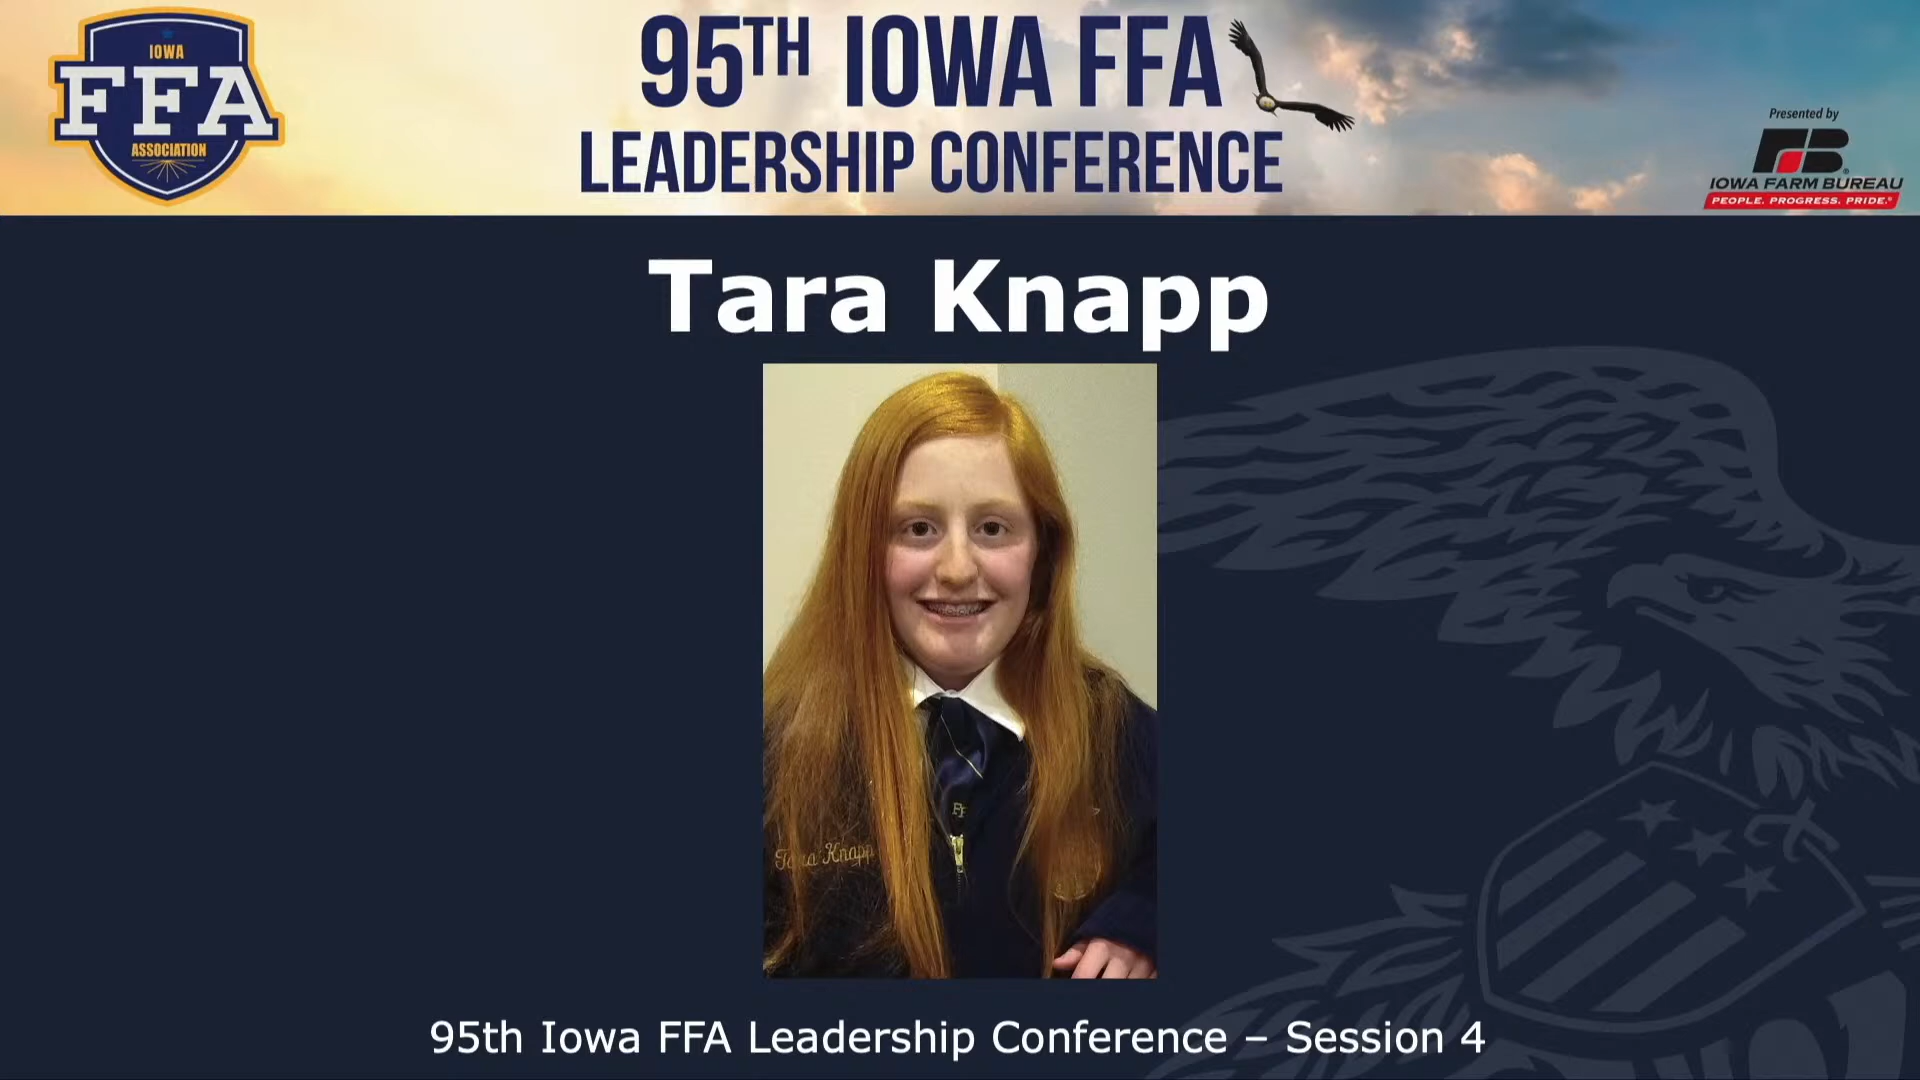 IOWA
FFA
ASSOCIATION
95TH IOWA FFA
LEADERSHIP CONFERENCE
Presented by
FB
IOWA FARM BUREAU
PEOPLE. PROGRESS. PRIDE.®
Tara Knapp
Tara Knapp
95th Iowa FFA Leadership Conference – Session 4